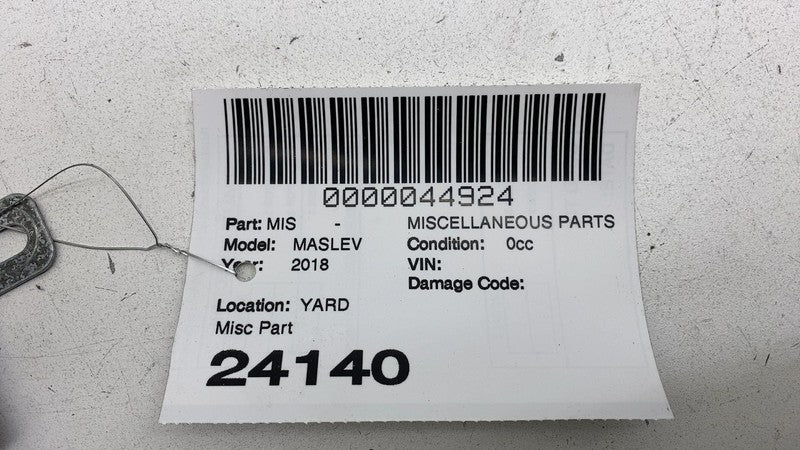 0000044924
Part: MIS - MISCELLANEOUS PARTS
Model: MASLEV Condition: 0cc
Year: 2018 VIN:
Damage Code:
Location: YARD
Misc Part
24140